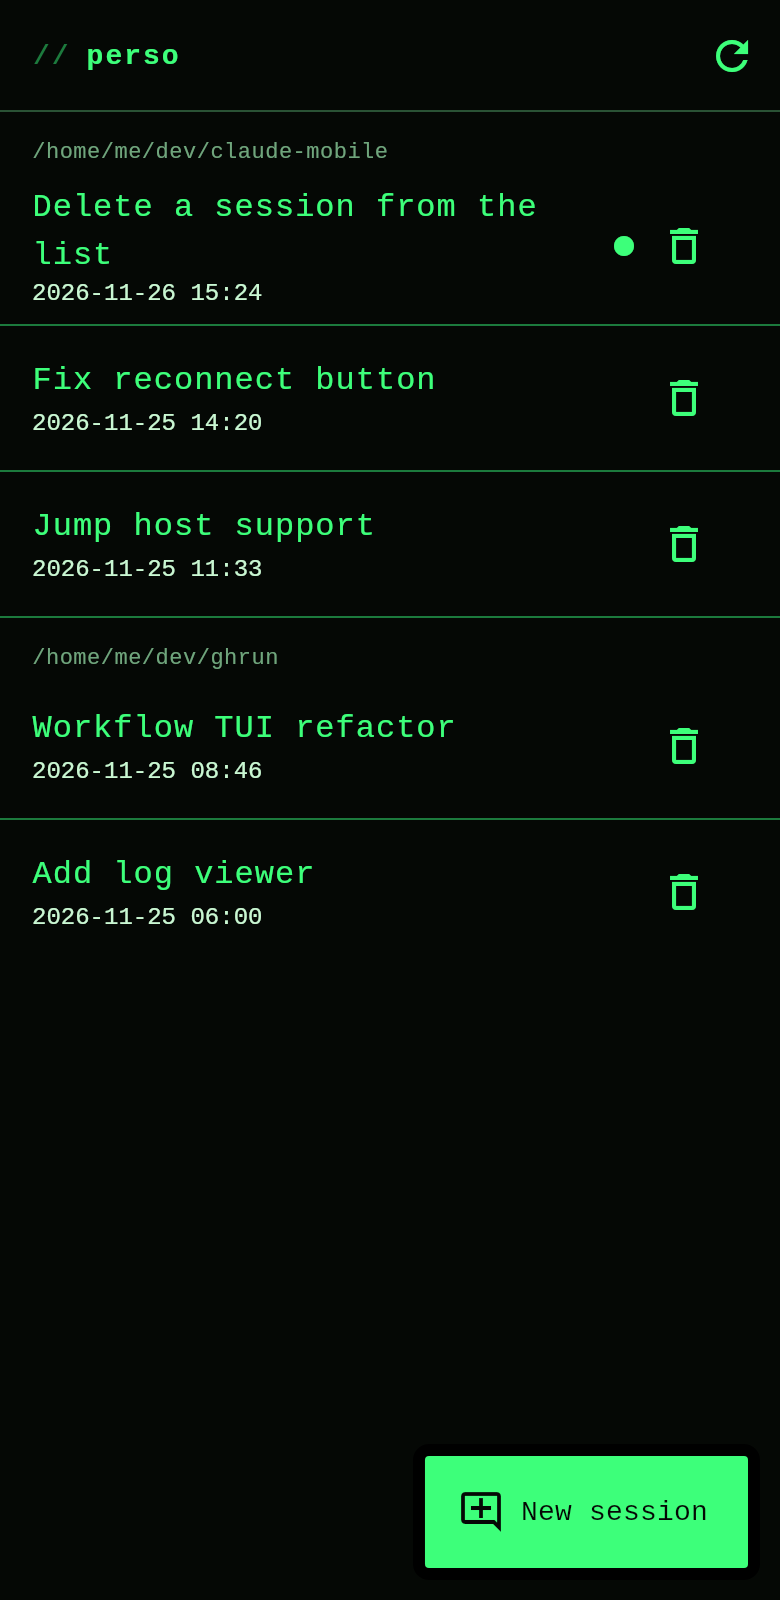 // perso
/home/me/dev/claude-mobile
Delete a session from the
list
2026-11-26 15:24
Fix reconnect button
2026-11-25 14:20
Jump host support
2026-11-25 11:33
/home/me/dev/ghrun
Workflow TUI refactor
2026-11-25 08:46
Add log viewer
2026-11-25 06:00
New session